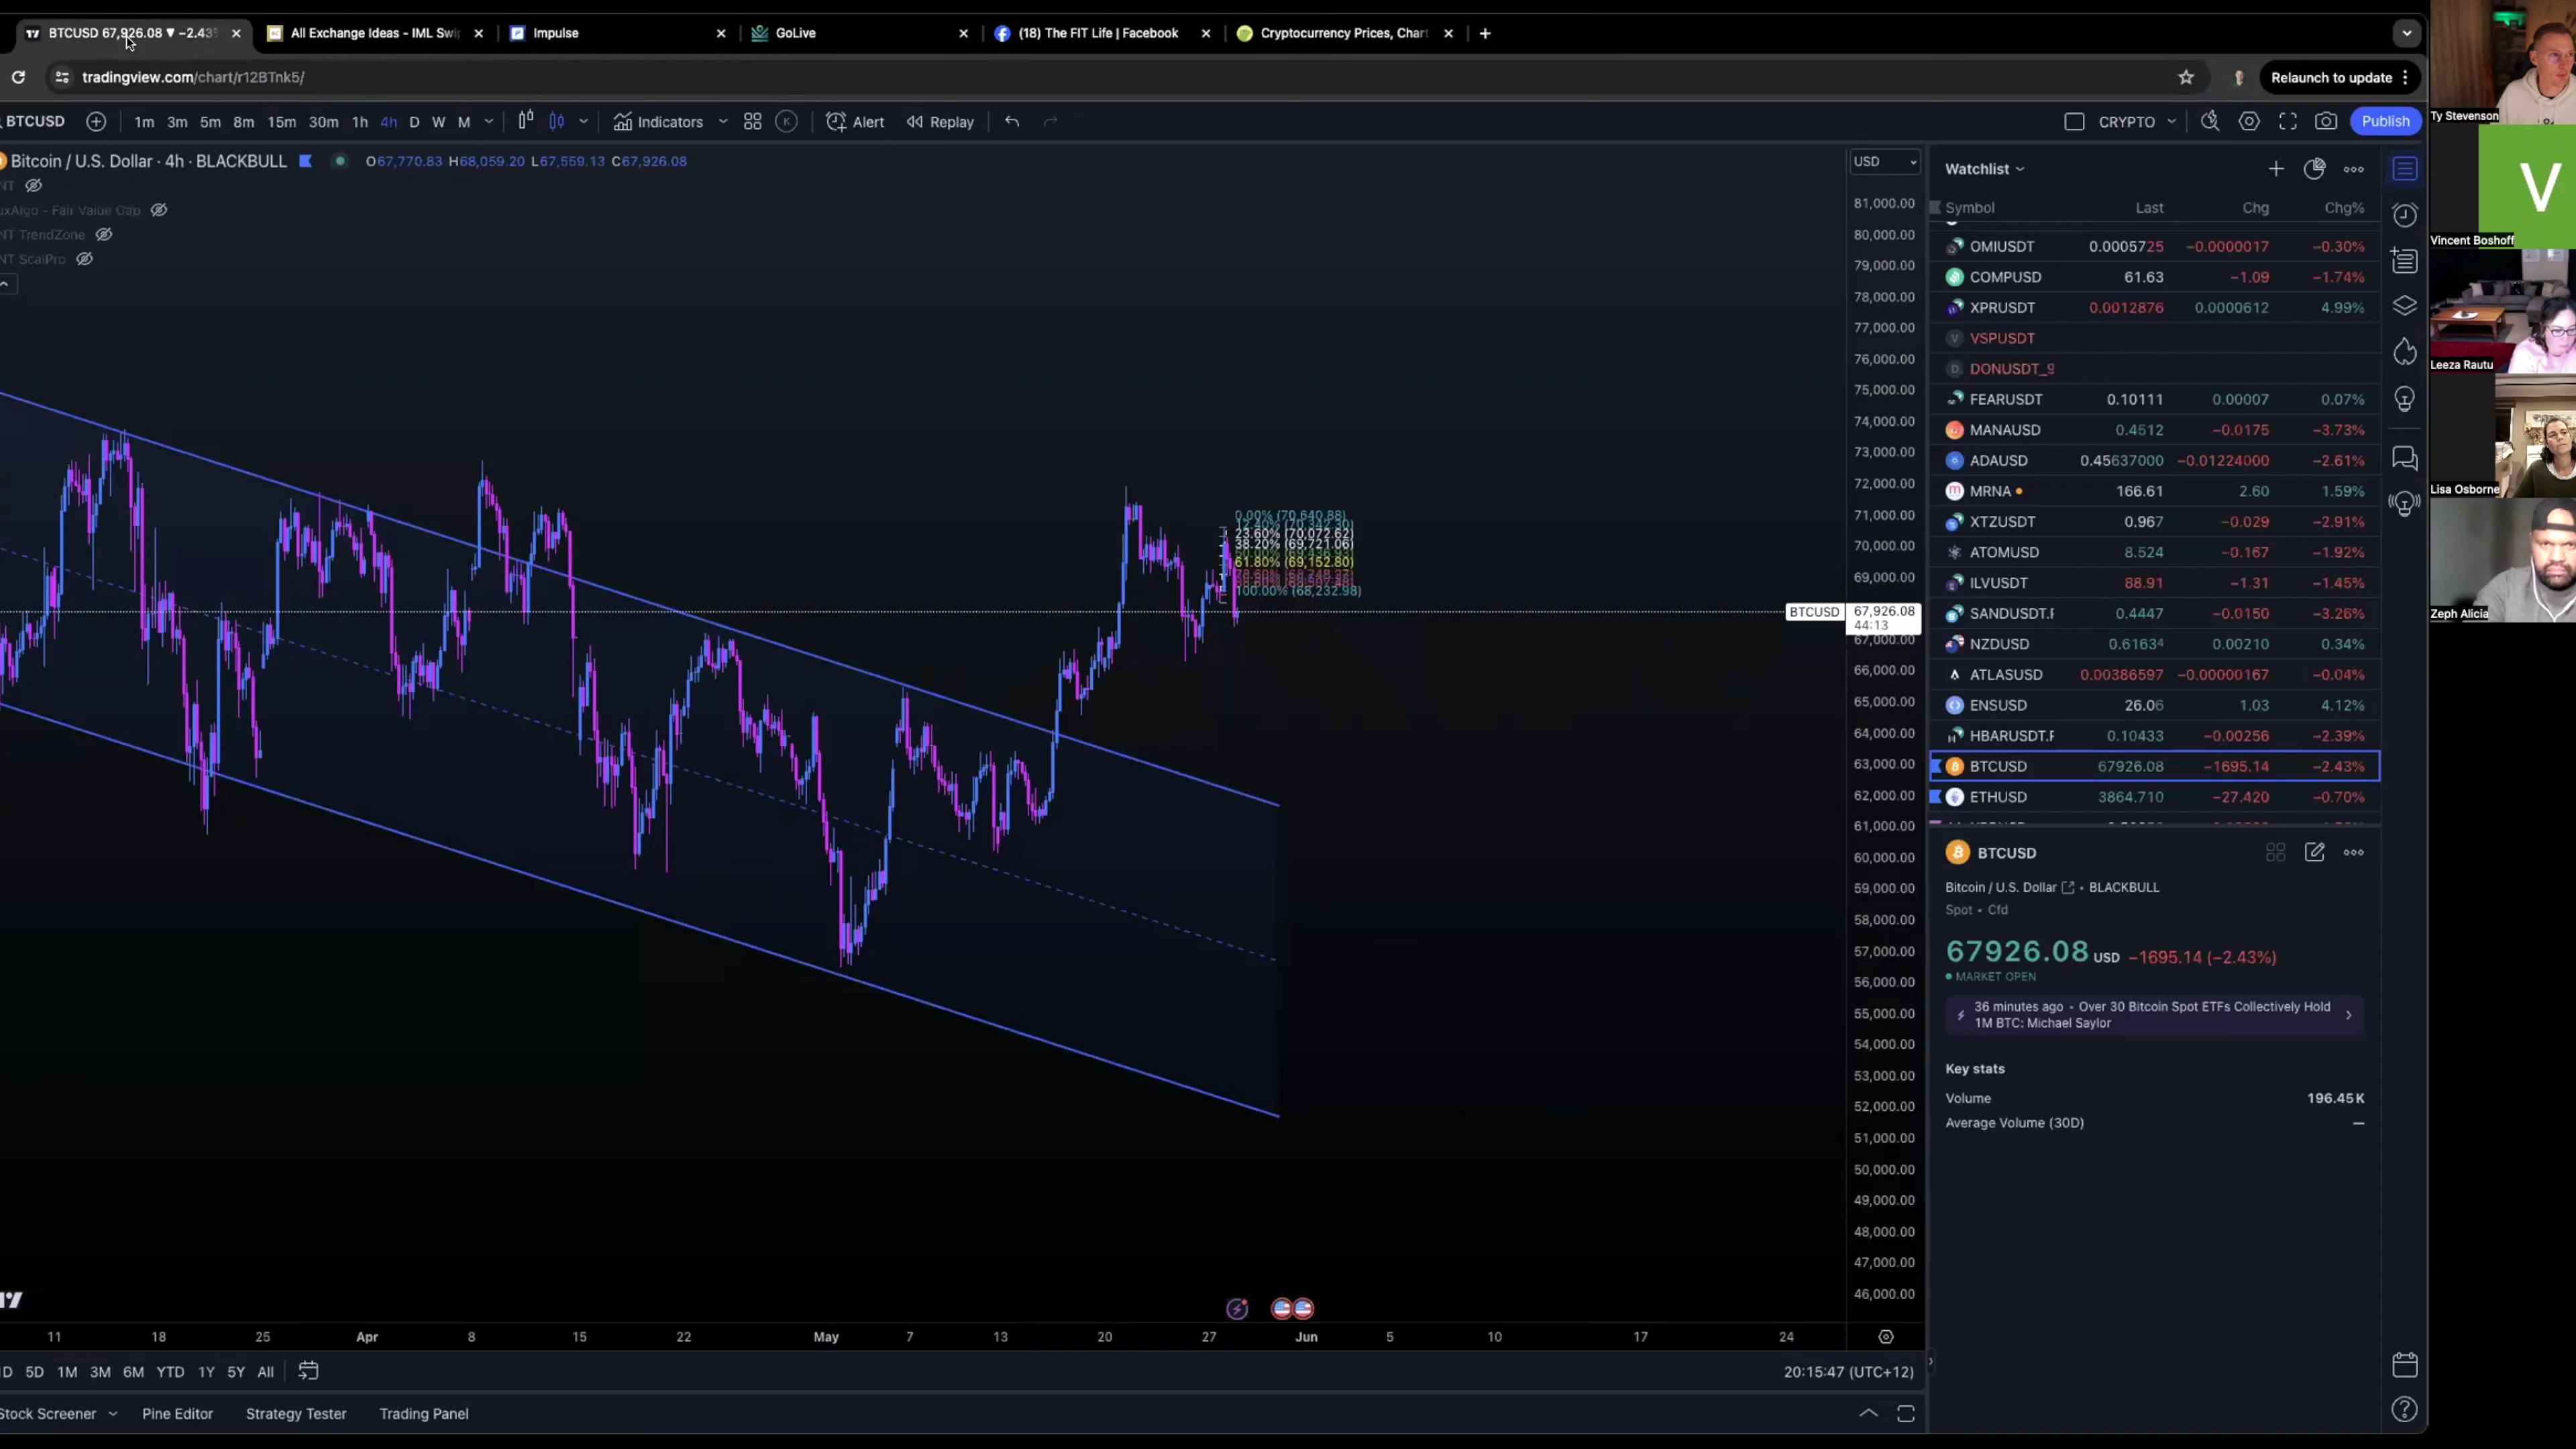 BTCUSD 67,926.08 ▼ −2.43%
All Exchange Ideas - IML Swi
Impulse
GoLive
(18) The FIT Life | Facebook
Cryptocurrency Prices, Chart
tradingview.com/chart/r12BTnk5/
Relaunch to update
BTCUSD
1m 3m 5m 8m 15m 30m 1h 4h D W M
Indicators
Alert
Replay
CRYPTO
Publish
Bitcoin / U.S. Dollar · 4h · BLACKBULL
O67,770.83 H68,059.20 L67,559.13 C67,926.08
NT
uxAlgo - Fair Value Gap
NT TrendZone
NT ScalPro
USD
81,000.00
80,000.00
79,000.00
78,000.00
77,000.00
76,000.00
75,000.00
74,000.00
73,000.00
72,000.00
71,000.00
70,000.00
69,000.00
BTCUSD 67,926.08
44:13
67,000.00
66,000.00
65,000.00
64,000.00
63,000.00
62,000.00
61,000.00
60,000.00
59,000.00
58,000.00
57,000.00
56,000.00
55,000.00
54,000.00
53,000.00
52,000.00
51,000.00
50,000.00
49,000.00
48,000.00
47,000.00
46,000.00
0.00% (70,640.88)
12.40% (70,342.30)
23.60% (70,072.62)
38.20% (69,721.06)
61.80% (69,152.80)
100.00% (68,232.98)
11 18 25 Apr 8 15 22 May 7 13 20 27 Jun 5 10 17 24
5D 1M 3M 6M YTD 1Y 5Y All
20:15:47 (UTC+12)
Stock Screener
Pine Editor
Strategy Tester
Trading Panel
Watchlist
Symbol Last Chg Chg%
OMIUSDT 0.0005725 −0.0000017 −0.30%
COMPUSD 61.63 −1.09 −1.74%
XPRUSDT 0.0012876 0.0000612 4.99%
V VSPUSDT
D DONUSDT_9
FEARUSDT 0.10111 0.00007 0.07%
MANAUSD 0.4512 −0.0175 −3.73%
ADAUSD 0.45637000 −0.01224000 −2.61%
MRNA 166.61 2.60 1.59%
XTZUSDT 0.967 −0.029 −2.91%
ATOMUSD 8.524 −0.167 −1.92%
ILVUSDT 88.91 −1.31 −1.45%
SANDUSDT.F 0.4447 −0.0150 −3.26%
NZDUSD 0.61634 0.00210 0.34%
ATLASUSD 0.00386597 −0.00000167 −0.04%
ENSUSD 26.06 1.03 4.12%
HBARUSDT.F 0.10433 −0.00256 −2.39%
BTCUSD 67926.08 −1695.14 −2.43%
ETHUSD 3864.710 −27.420 −0.70%
BTCUSD
Bitcoin / U.S. Dollar • BLACKBULL
Spot • Cfd
67926.08 USD −1695.14 (−2.43%)
MARKET OPEN
36 minutes ago • Over 30 Bitcoin Spot ETFs Collectively Hold
1M BTC: Michael Saylor
Key stats
Volume 196.45K
Average Volume (30D) —
Ty Stevenson
V
Vincent Boshoff
Leeza Rautu
Lisa Osborne
Zeph Alicia